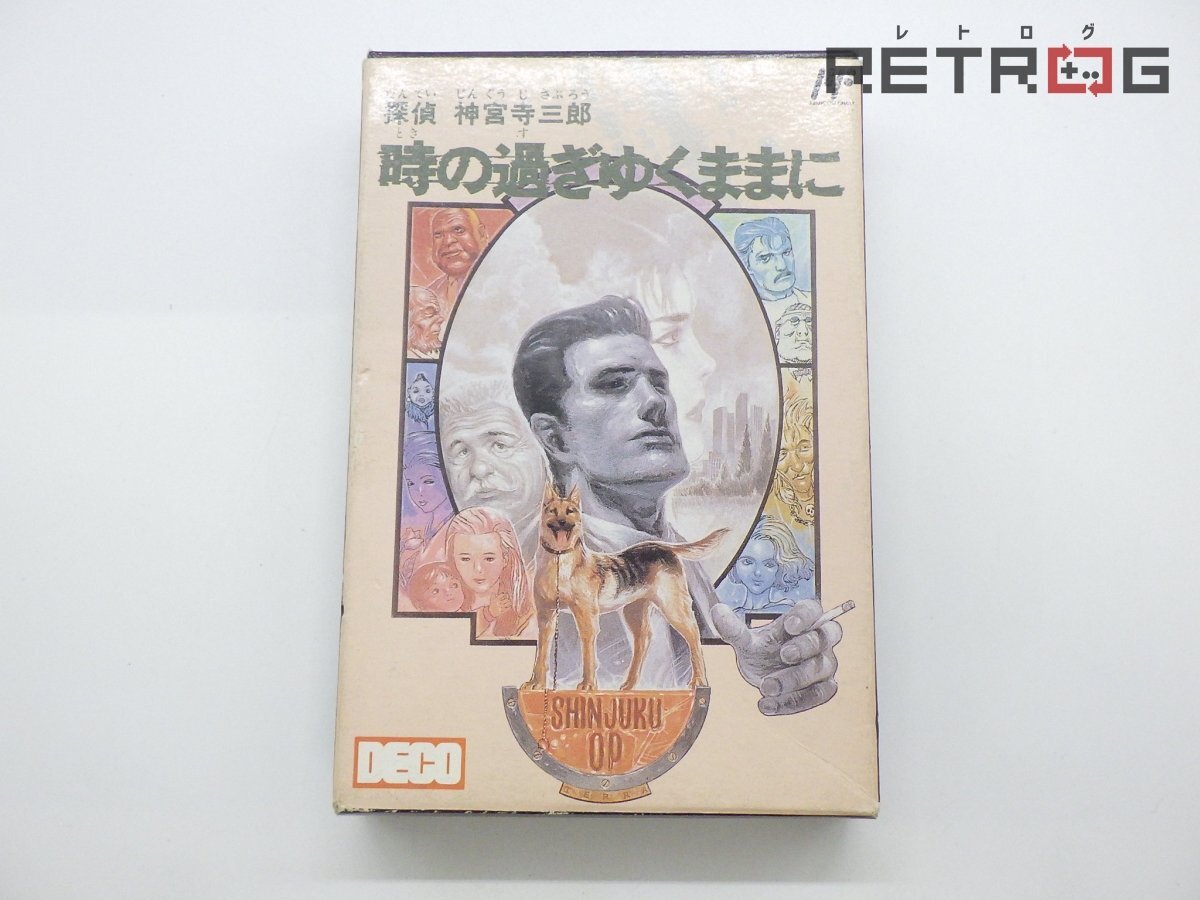 レトログ
RETROG
たんてい じんぐうじ さぶろう
探偵 神宮寺三郎
とき す
時の過ぎゆくままに
SHINJUKU
OP
TERRA
DECO